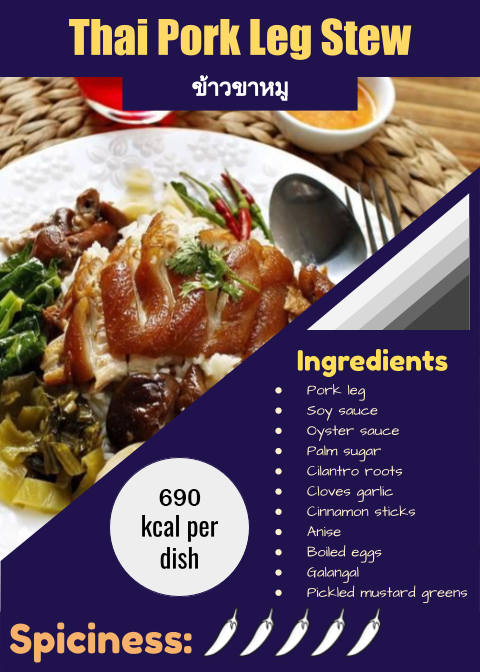 Thai Pork Leg Stew
ข้าวขาหมู
Ingredients
Pork leg
Soy sauce
Oyster sauce
Palm sugar
Cilantro roots
Cloves garlic
Cinnamon sticks
Anise
Boiled eggs
Galangal
Pickled mustard greens
690
kcal per
dish
Spiciness: